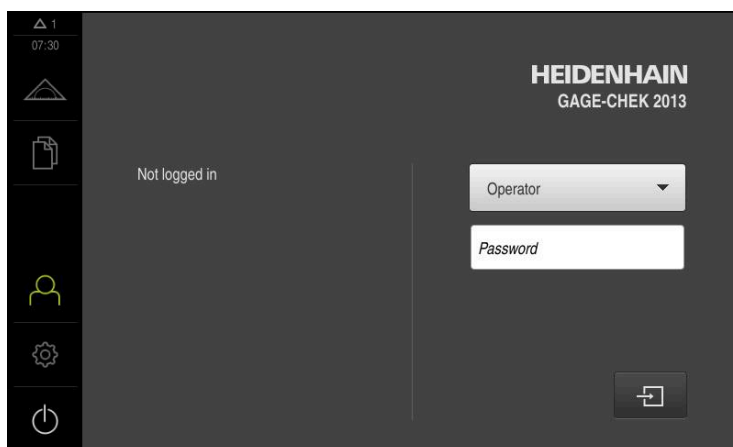 1
07:30
HEIDENHAIN
GAGE-CHEK 2013
Not logged in
Operator
Password